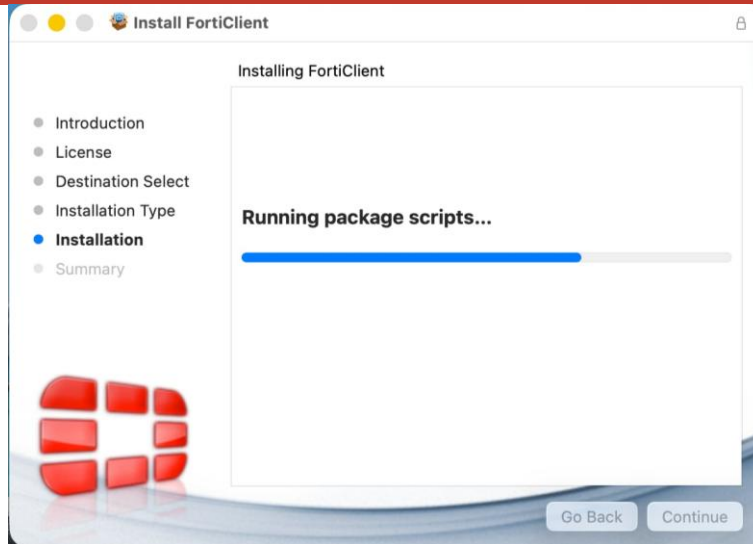 Install FortiClient
Installing FortiClient
Introduction
License
Destination Select
Installation Type
Installation
Summary
Running package scripts...
Go Back
Continue